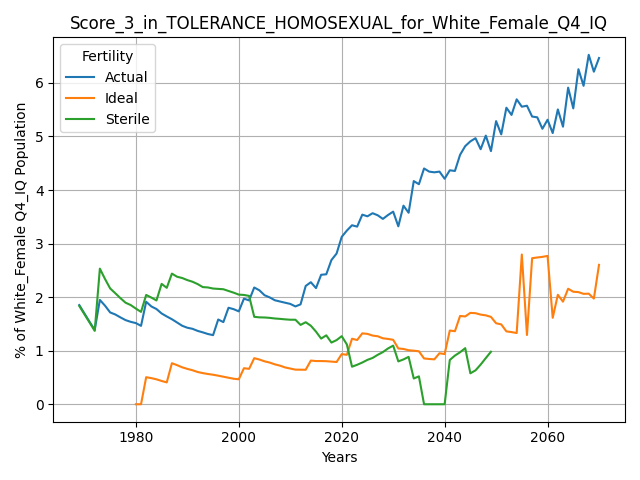 Score_3_in_TOLERANCE_HOMOSEXUAL_for_White_Female_Q4_IQ
Fertility
Actual
Ideal
Sterile
% of White_Female Q4_IQ Population
6
5
4
3
2
1
0
1980 2000 2020 2040 2060
Years